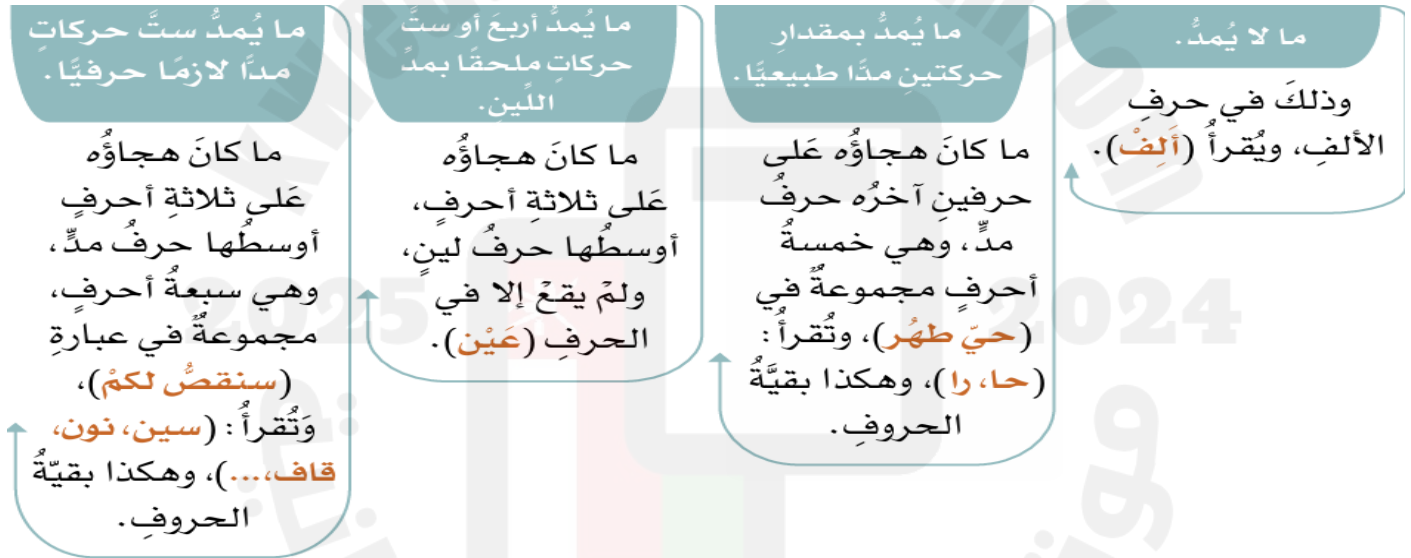 ما لا يُمدُّ.
وذلكَ في حرفِ
الألفِ، ويُقرأُ (أَلِفْ).
ما يُمدُّ بمقدارِ
حركتينِ مدًّا طبيعيًّا.
ما كانَ هجاؤُه عَلى
حرفينِ آخرُه حرفُ
مدٍّ، وهي خمسةُ
أحرفٍ مجموعةٌ في
(حيّ طهُر)، وتُقرأُ:
(حا، را)، وهكذا بقيَّةُ
الحروفِ.
ما يُمدُّ أربعَ أو ستَّ
حركاتٍ ملحقًا بمدِّ
اللِّينِ.
ما كانَ هجاؤُه
عَلى ثلاثةِ أحرفٍ،
أوسطُها حرفُ لينٍ،
ولمْ يقعْ إلا في
الحرفِ (عَيْن).
ما يُمدُّ ستَّ حركاتٍ
مدًّا لازمًا حرفيًّا.
ما كانَ هجاؤُه
عَلى ثلاثةِ أحرفٍ
أوسطُها حرفُ مدٍّ،
وهي سبعةُ أحرفٍ،
مجموعةٌ في عبارةِ
(سنقصُّ لكمْ)،
وَتُقرأُ: (سين، نون،
قاف،...)، وهكذا بقيّةُ
الحروفِ.
2025
2024